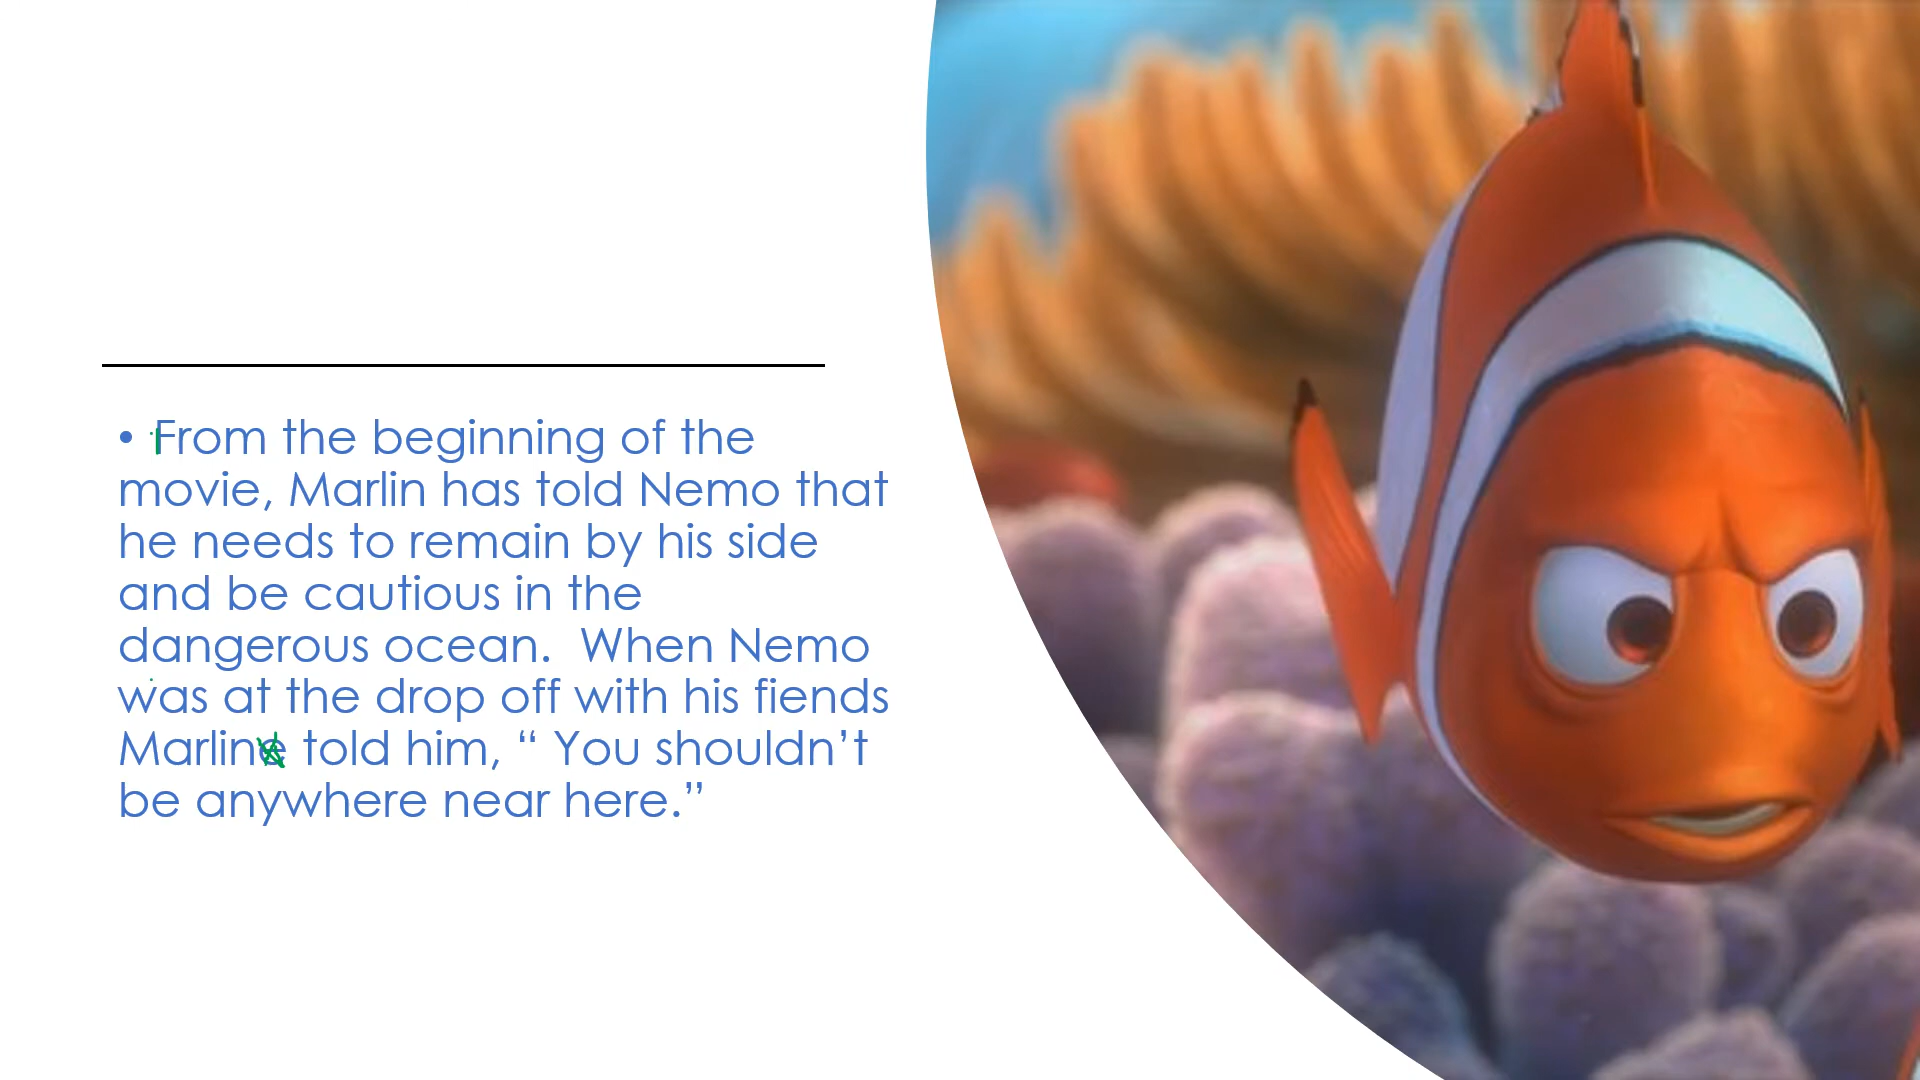 • From the beginning of the
movie, Marlin has told Nemo that
he needs to remain by his side
and be cautious in the
dangerous ocean.  When Nemo
was at the drop off with his fiends
Marline told him, “ You shouldn’t
be anywhere near here.”